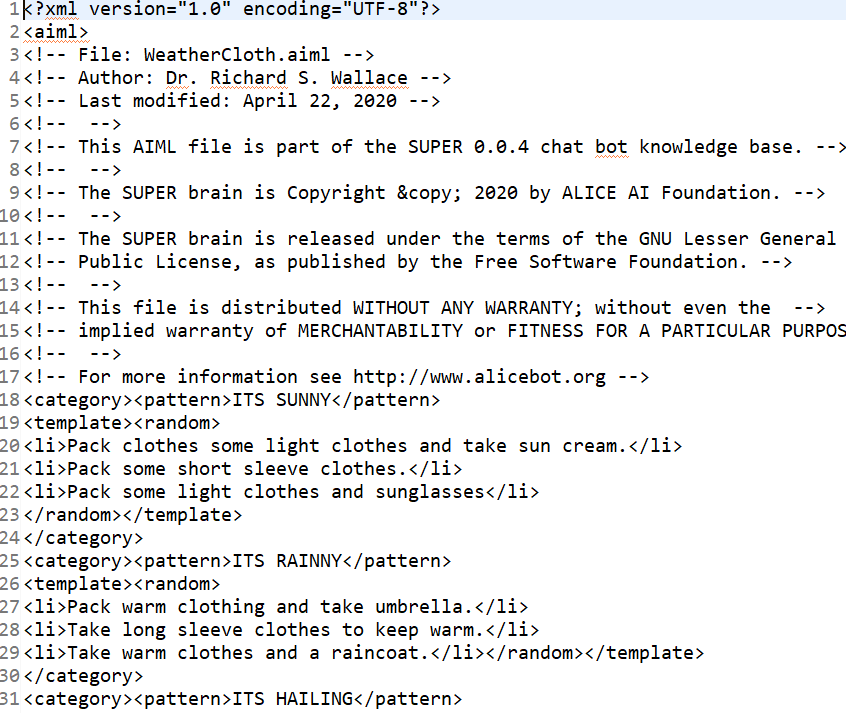 1<?xml version="1.0" encoding="UTF-8"?>
2<aiml>
3<!-- File: WeatherCloth.aiml -->
4<!-- Author: Dr. Richard S. Wallace -->
5<!-- Last modified: April 22, 2020 -->
6<!--  -->
7<!-- This AIML file is part of the SUPER 0.0.4 chat bot knowledge base. -->
8<!--  -->
9<!-- The SUPER brain is Copyright &copy; 2020 by ALICE AI Foundation. -->
10<!--  -->
11<!-- The SUPER brain is released under the terms of the GNU Lesser General
12<!-- Public License, as published by the Free Software Foundation. -->
13<!--  -->
14<!-- This file is distributed WITHOUT ANY WARRANTY; without even the  -->
15<!-- implied warranty of MERCHANTABILITY or FITNESS FOR A PARTICULAR PURPOS
16<!--  -->
17<!-- For more information see http://www.alicebot.org -->
18<category><pattern>ITS SUNNY</pattern>
19<template><random>
20<li>Pack clothes some light clothes and take sun cream.</li>
21<li>Pack some short sleeve clothes.</li>
22<li>Pack some light clothes and sunglasses</li>
23</random></template>
24</category>
25<category><pattern>ITS RAINNY</pattern>
26<template><random>
27<li>Pack warm clothing and take umbrella.</li>
28<li>Take long sleeve clothes to keep warm.</li>
29<li>Take warm clothes and a raincoat.</li></random></template>
30</category>
31<category><pattern>ITS HAILING</pattern>